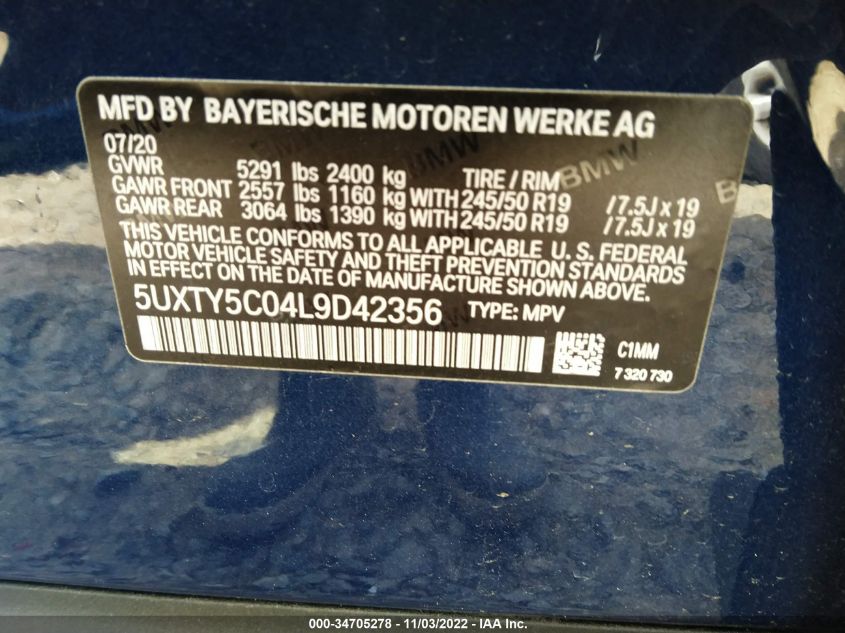 MFD BY BAYERISCHE MOTOREN WERKE AG
07/20
GVWR 5291 lbs 2400 kg TIRE / RIM
GAWR FRONT 2557 lbs 1160 kg WITH 245/50 R19 / 7.5J x 19
GAWR REAR 3064 lbs 1390 kg WITH 245/50 R19 / 7.5J x 19
THIS VEHICLE CONFORMS TO ALL APPLICABLE U. S. FEDERAL
MOTOR VEHICLE SAFETY AND THEFT PREVENTION STANDARDS
IN EFFECT ON THE DATE OF MANUFACTURE SHOWN ABOVE.
5UXTY5C04L9D42356 TYPE: MPV
C1MM
7 320 730
BMW
BMW
BMW
BMW
000-34705278 - 11/03/2022 - IAA Inc.